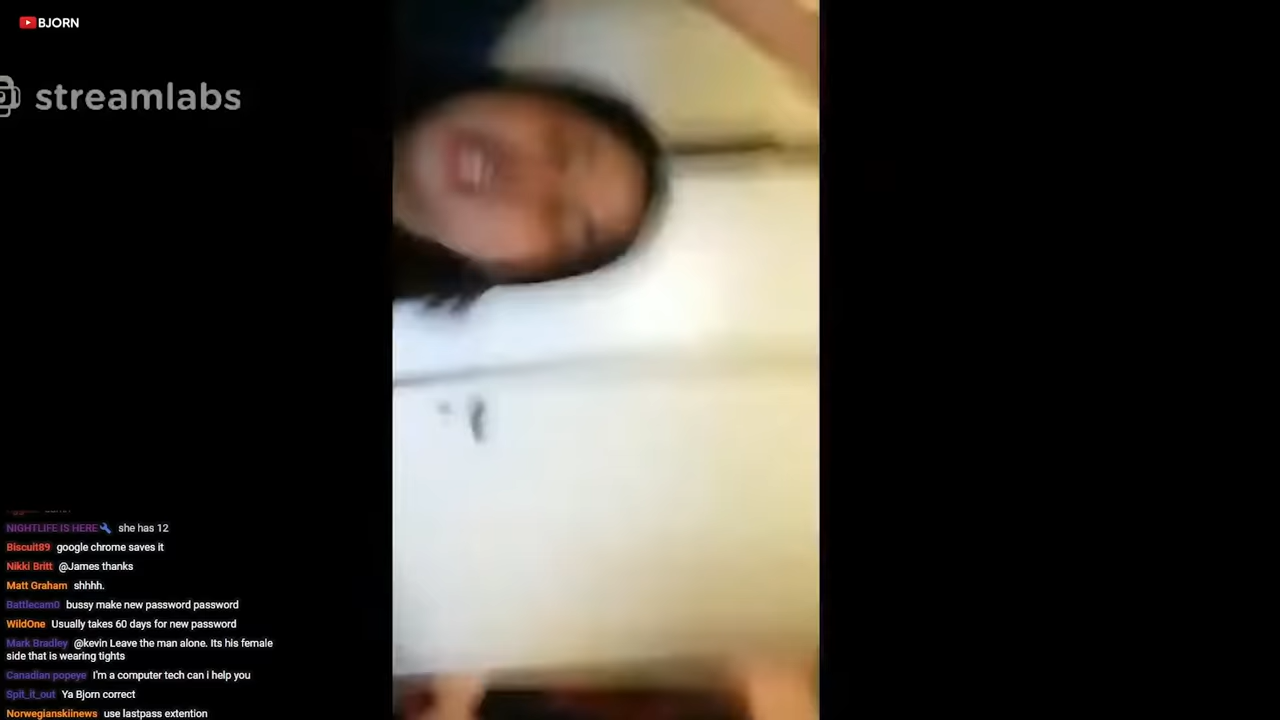 BJORN
streamlabs
NIGHTLIFE IS HERE she has 12
Biscuit89 google chrome saves it
Nikki Britt @James thanks
Matt Graham shhhh.
Battlecam0 bussy make new password password
WildOne Usually takes 60 days for new password
Mark Bradley @kevin Leave the man alone. Its his female
side that is wearing tights
Canadian popeye I'm a computer tech can i help you
Spit_it_out Ya Bjorn correct
Norwegianskiinews use lastpass extention